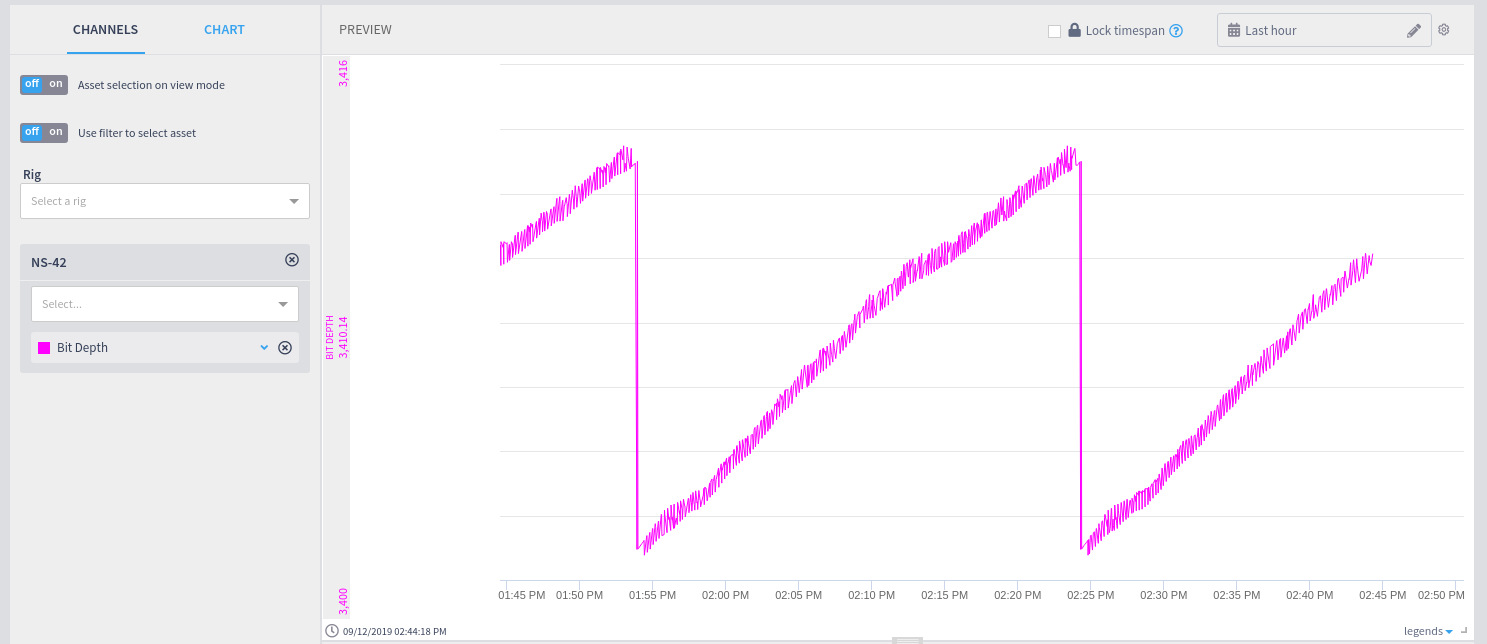 CHANNELS CHART
off on Asset selection on view mode
off on Use filter to select asset
Rig
Select a rig
NS-42
Select...
Bit Depth
PREVIEW
Lock timespan ?
Last hour
3,416
BIT DEPTH
3,410.14
3,400
01:45 PM 01:50 PM 01:55 PM 02:00 PM 02:05 PM 02:10 PM 02:15 PM 02:20 PM 02:25 PM 02:30 PM 02:35 PM 02:40 PM 02:45 PM 02:50 PM
09/12/2019 02:44:18 PM
legends